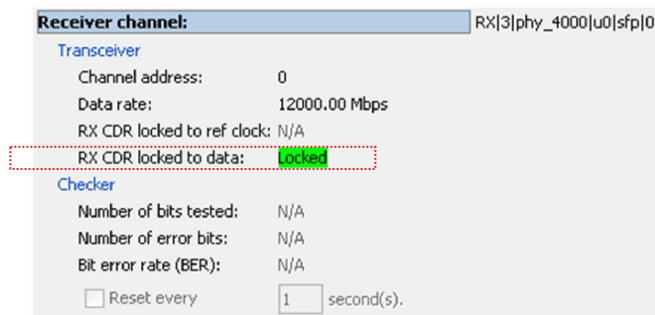 Receiver channel: RX|3|phy_4000|u0|sfp|0
Transceiver
Channel address: 0
Data rate: 12000.00 Mbps
RX CDR locked to ref clock: N/A
RX CDR locked to data: Locked
Checker
Number of bits tested: N/A
Number of error bits: N/A
Bit error rate (BER): N/A
Reset every 1 second(s).